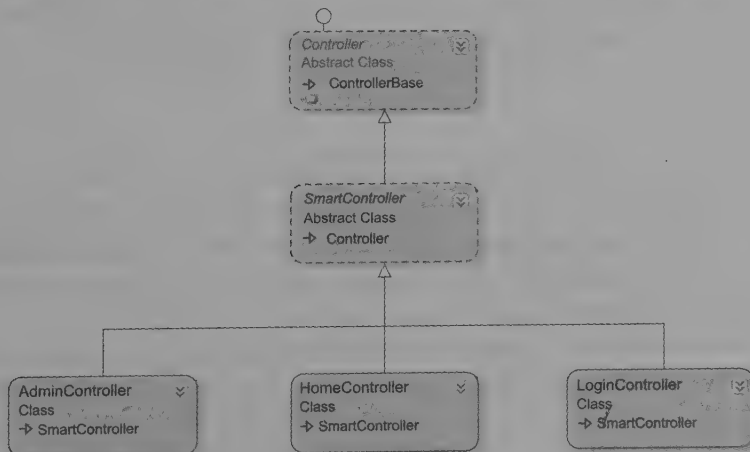 Controller
Abstract Class
ControllerBase
SmartController
Abstract Class
Controller
AdminController
Class
SmartController
HomeController
Class
SmartController
LoginController
Class
SmartController